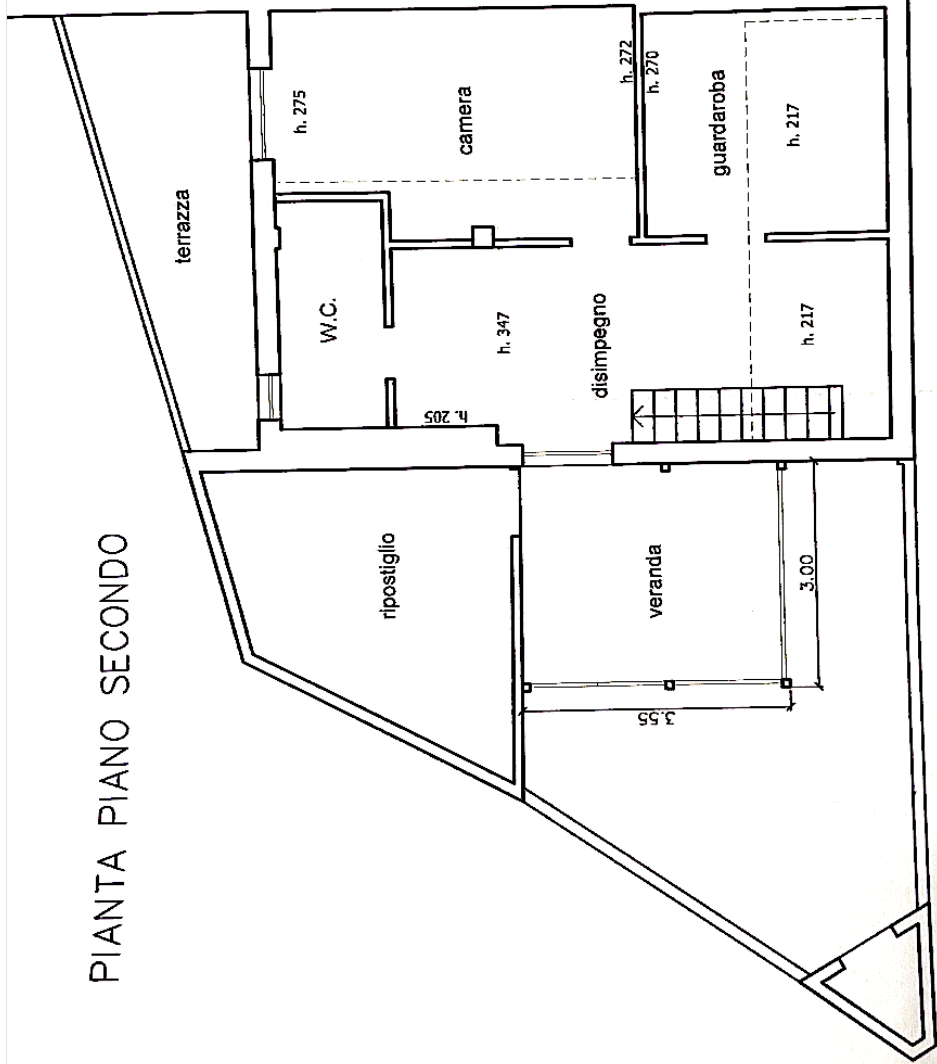 PIANTA PIANO SECONDO
terrazza
h. 275
W.C.
ripostiglio
h. 205
camera
h. 347
disimpegno
h. 272
h. 270
3.55
veranda
guardaroba
3.00
h. 217
h. 217